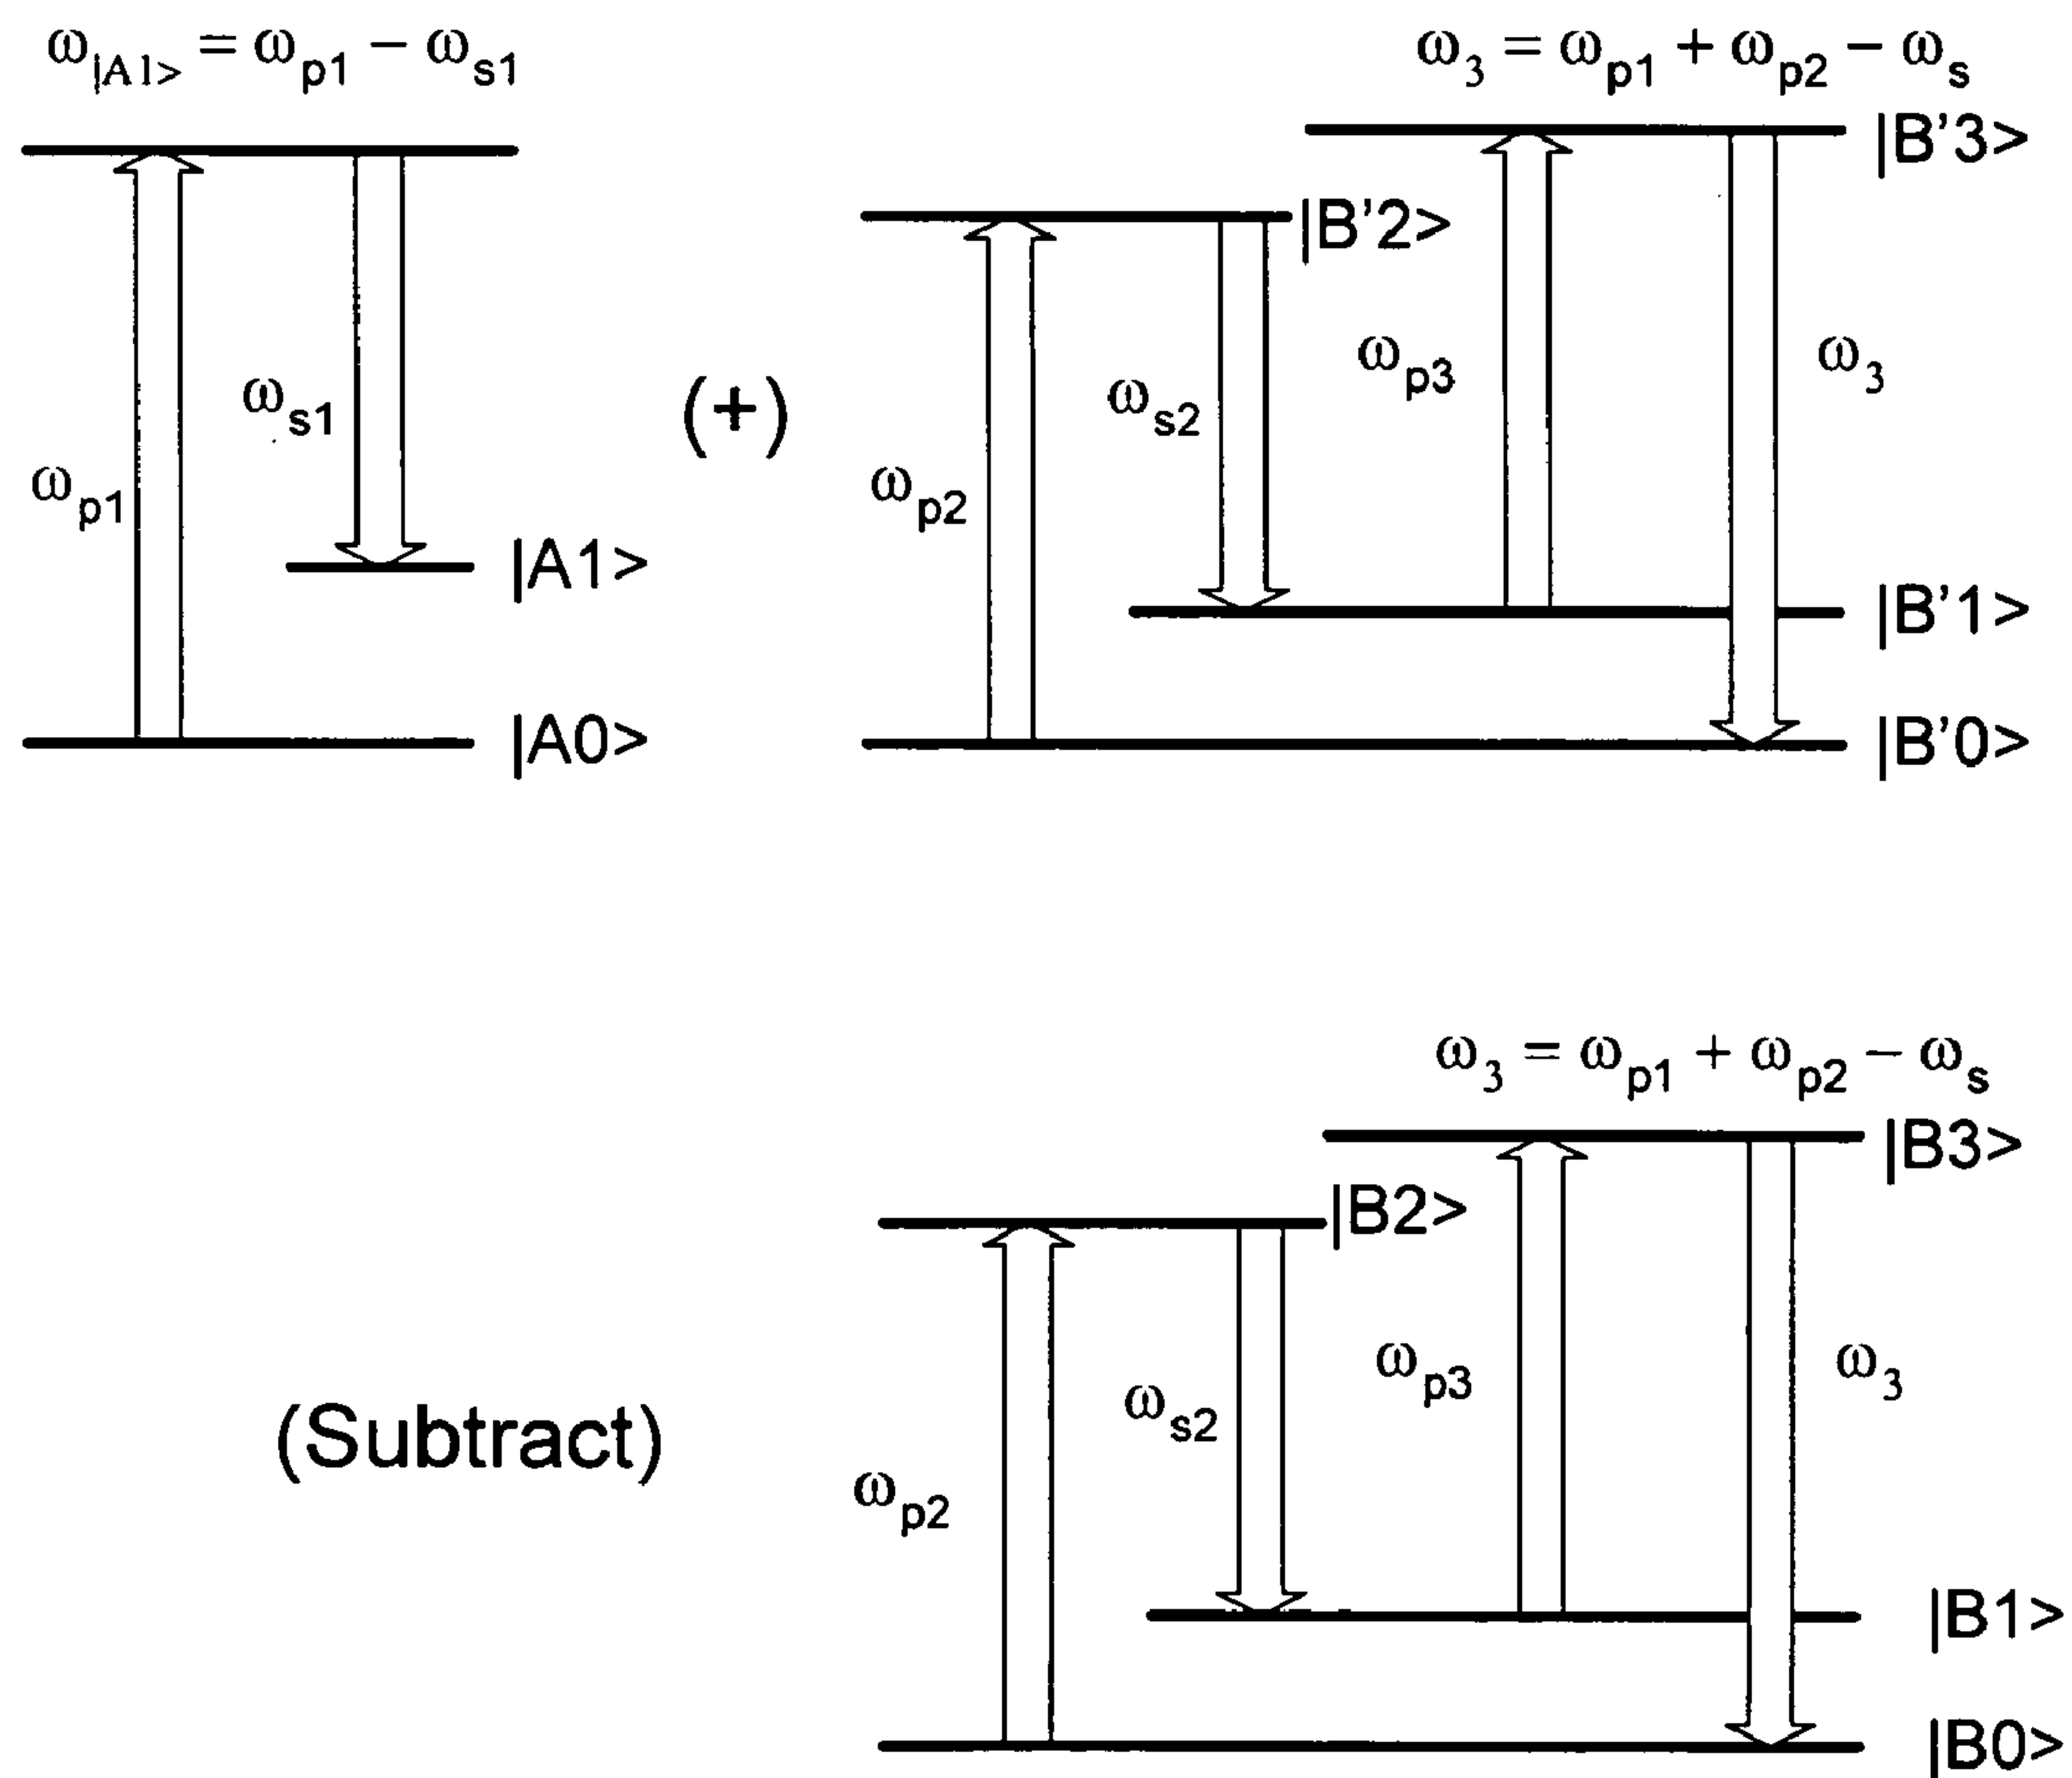 ω|A1> = ωp1 − ωs1
ω3 = ωp1 + ωp2 − ωs
|B'3>
|B'2>
ωp3
ω3
ωs1
(+)
ωs2
ωp1
ωp2
|A1>
|B'1>
|A0>
|B'0>
ω3 = ωp1 + ωp2 − ωs
|B3>
|B2>
ωp3
ω3
ωs2
(Subtract)
ωp2
|B1>
|B0>